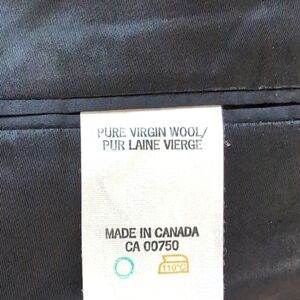 PURE VIRGIN WOOL/
PUR LAINE VIERGE
MADE IN CANADA
CA 00750
110°C